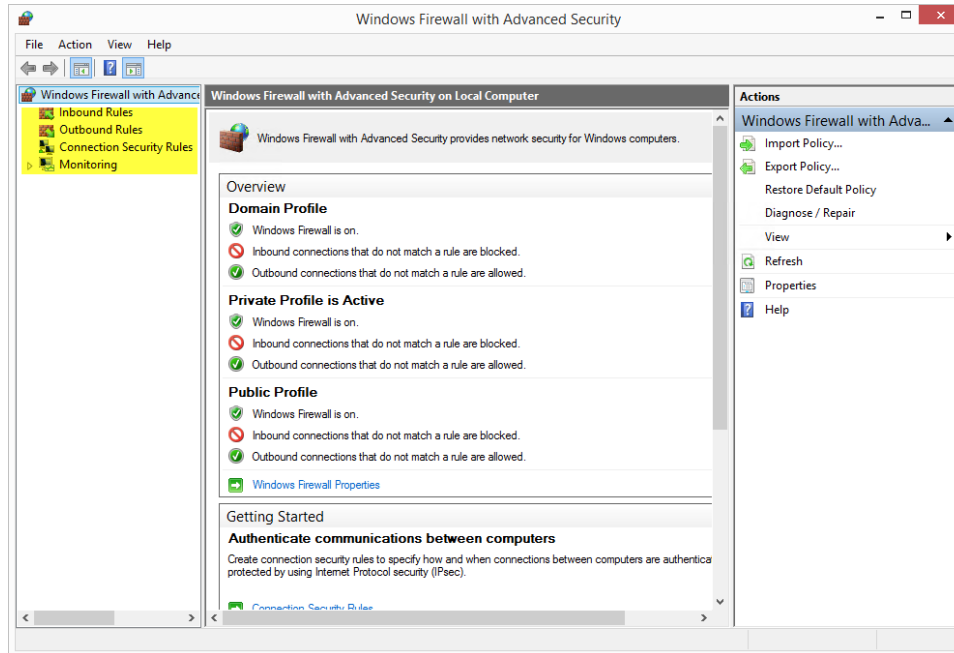 Windows Firewall with Advanced Security
File Action View Help
Windows Firewall with Advance
Inbound Rules
Outbound Rules
Connection Security Rules
Monitoring
Windows Firewall with Advanced Security on Local Computer
Windows Firewall with Advanced Security provides network security for Windows computers.
Overview
Domain Profile
Windows Firewall is on.
Inbound connections that do not match a rule are blocked.
Outbound connections that do not match a rule are allowed.
Private Profile is Active
Windows Firewall is on.
Inbound connections that do not match a rule are blocked.
Outbound connections that do not match a rule are allowed.
Public Profile
Windows Firewall is on.
Inbound connections that do not match a rule are blocked.
Outbound connections that do not match a rule are allowed.
Windows Firewall Properties
Getting Started
Authenticate communications between computers
Create connection security rules to specify how and when connections between computers are authentica
protected by using Internet Protocol security (IPsec).
Connection Security Rules
Actions
Windows Firewall with Adva...
Import Policy...
Export Policy...
Restore Default Policy
Diagnose / Repair
View
Refresh
Properties
Help